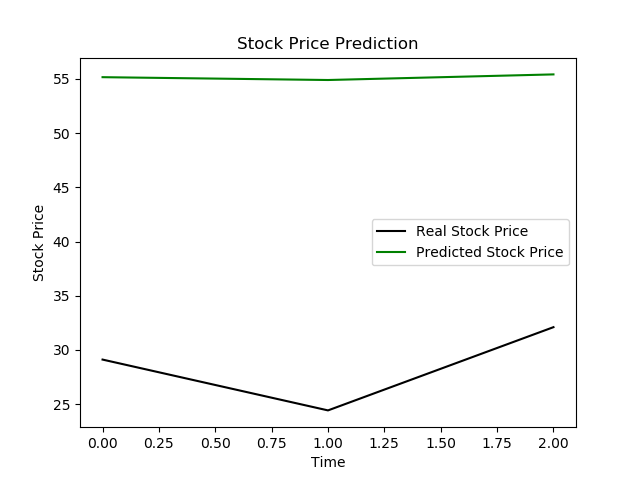 Stock Price Prediction
55
50
45
40
35
30
25
Stock Price
Real Stock Price
Predicted Stock Price
0.00 0.25 0.50 0.75 1.00 1.25 1.50 1.75 2.00
Time